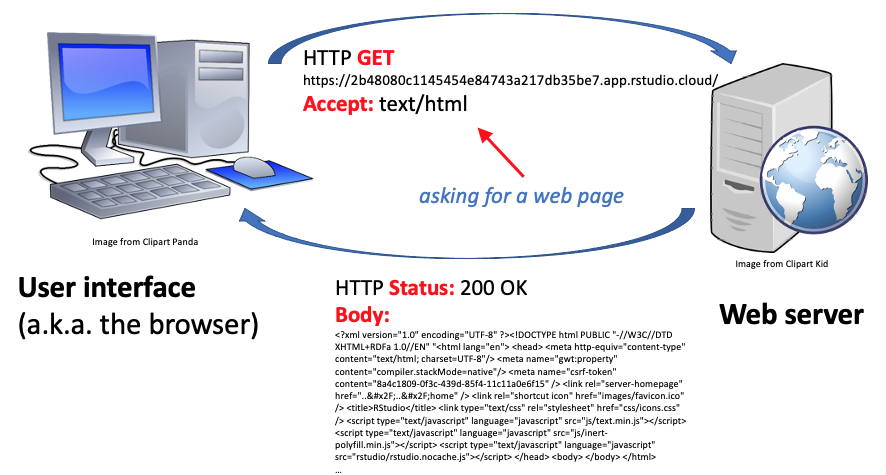 HTTP GET
https://2b48080c1145454e84743a217db35be7.app.rstudio.cloud/
Accept: text/html
asking for a web page
Image from Clipart Panda
Image from Clipart Kid
User interface
(a.k.a. the browser)
Web server
HTTP Status: 200 OK
Body:
<?xml version="1.0" encoding="UTF-8" ?><!DOCTYPE html PUBLIC "-//W3C//DTD
XHTML+RDFa 1.0//EN" "<html lang="en"> <head> <meta http-equiv="content-type"
content="text/html; charset=UTF-8"/> <meta name="gwt:property"
content="compiler.stackMode=native"/> <meta name="csrf-token"
content="8a4c1809-0f3c-439d-85f4-11c11a0e6f15" /> <link rel="server-homepage"
href="..&#x2F;..&#x2F;home" /> <link rel="shortcut icon" href="images/favicon.ico"
/> <title>RStudio</title> <link type="text/css" rel="stylesheet" href="css/icons.css"
/> <script type="text/javascript" language="javascript" src="js/text.min.js"></script>
<script type="text/javascript" language="javascript" src="js/inert-
polyfill.min.js"></script> <script type="text/javascript" language="javascript"
src="rstudio/rstudio.nocache.js"></script> </head> <body> </body> </html>
...